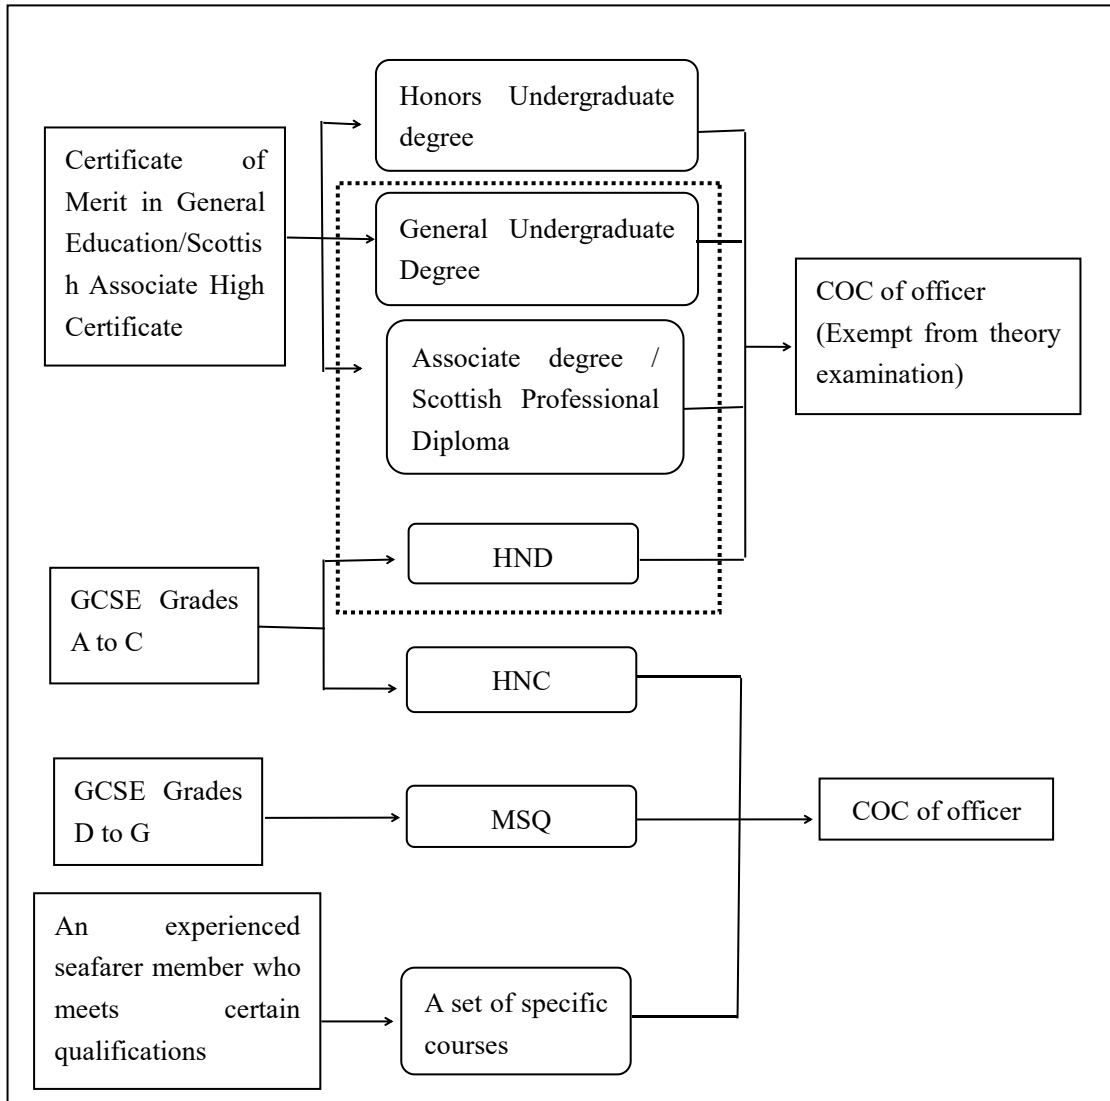 Honors Undergraduate
degree
Certificate of
Merit in General
Education/Scottis
h Associate High
Certificate
General Undergraduate
Degree
COC of officer
(Exempt from theory
examination)
Associate degree /
Scottish Professional
Diploma
HND
GCSE Grades
A to C
HNC
GCSE Grades
D to G
MSQ
COC of officer
An experienced
seafarer member who
meets certain
qualifications
A set of specific
courses